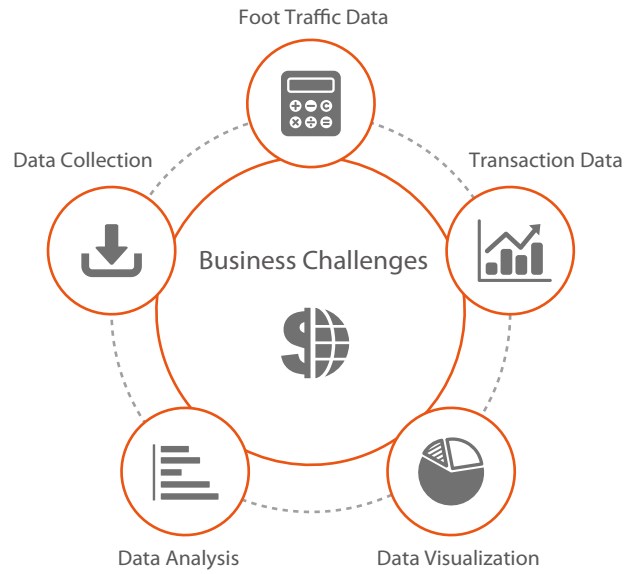 Foot Traffic Data
Data Collection
Transaction Data
Business Challenges
Data Analysis
Data Visualization